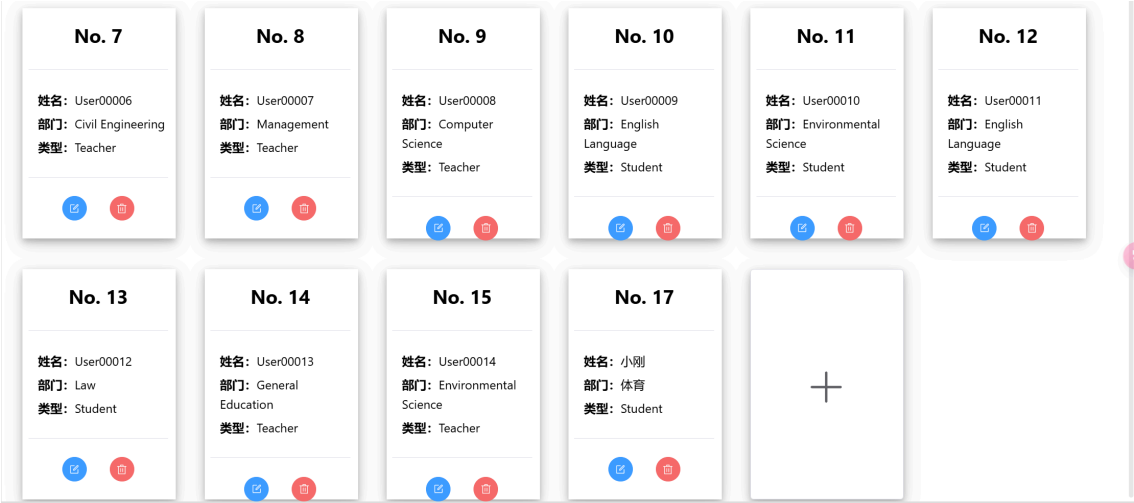 No. 7
姓名：User00006
部门：Civil Engineering
类型：Teacher
No. 8
姓名：User00007
部门：Management
类型：Teacher
No. 9
姓名：User00008
部门：Computer
Science
类型：Teacher
No. 10
姓名：User00009
部门：English
Language
类型：Student
No. 11
姓名：User00010
部门：Environmental
Science
类型：Student
No. 12
姓名：User00011
部门：English
Language
类型：Student
No. 13
姓名：User00012
部门：Law
类型：Student
No. 14
姓名：User00013
部门：General
Education
类型：Teacher
No. 15
姓名：User00014
部门：Environmental
Science
类型：Teacher
No. 17
姓名：小刚
部门：体育
类型：Student